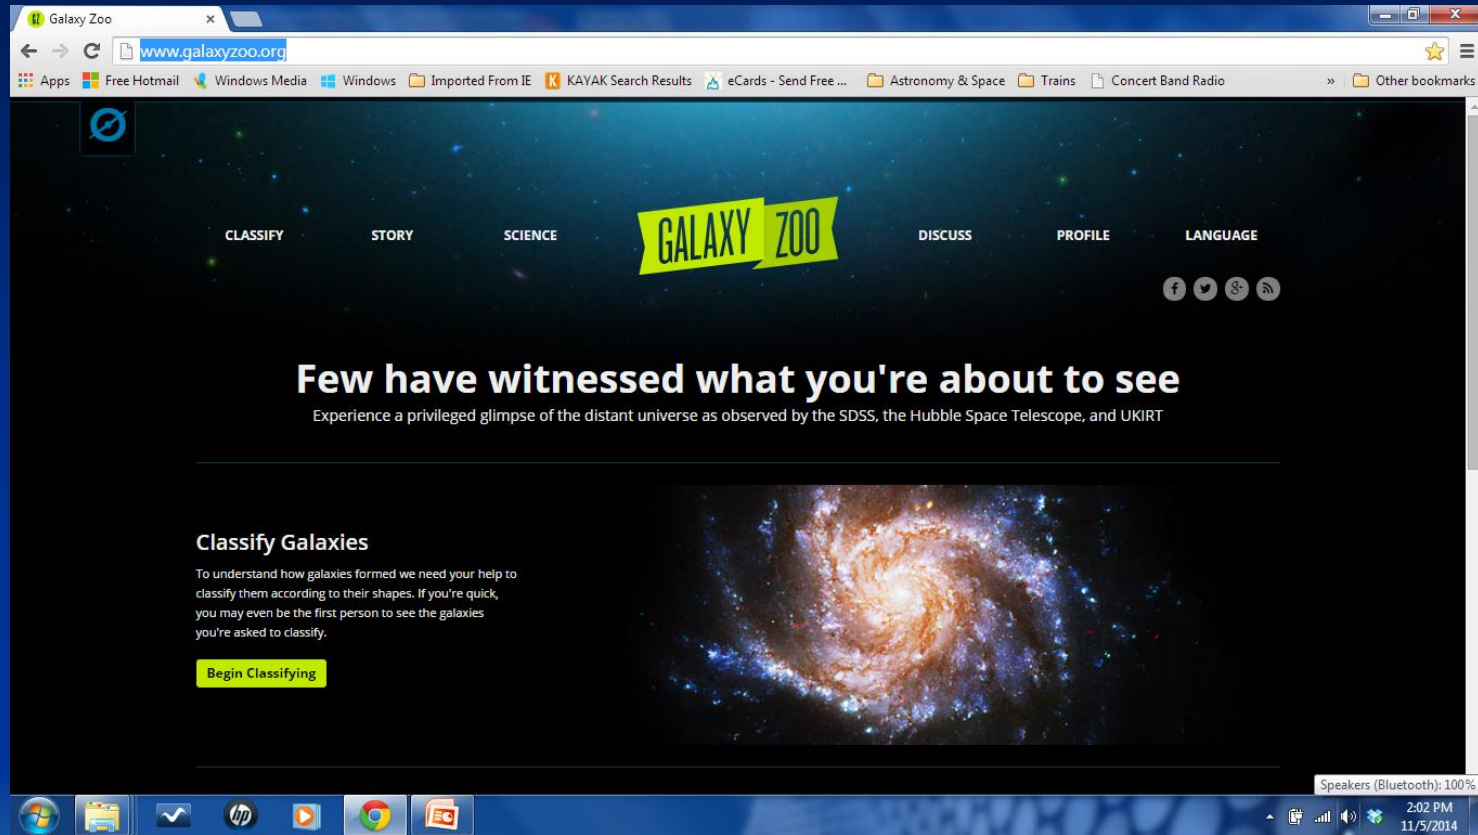 GZ Galaxy Zoo
www.galaxyzoo.org
Apps Free Hotmail Windows Media Windows Imported From IE K KAYAK Search Results eCards - Send Free ... Astronomy & Space Trains Concert Band Radio » Other bookmarks
CLASSIFY STORY SCIENCE GALAXY ZOO DISCUSS PROFILE LANGUAGE
Few have witnessed what you're about to see
Experience a privileged glimpse of the distant universe as observed by the SDSS, the Hubble Space Telescope, and UKIRT
Classify Galaxies
To understand how galaxies formed we need your help to
classify them according to their shapes. If you're quick,
you may even be the first person to see the galaxies
you're asked to classify.
Begin Classifying
Speakers (Bluetooth): 100%
hp
2:02 PM
11/5/2014